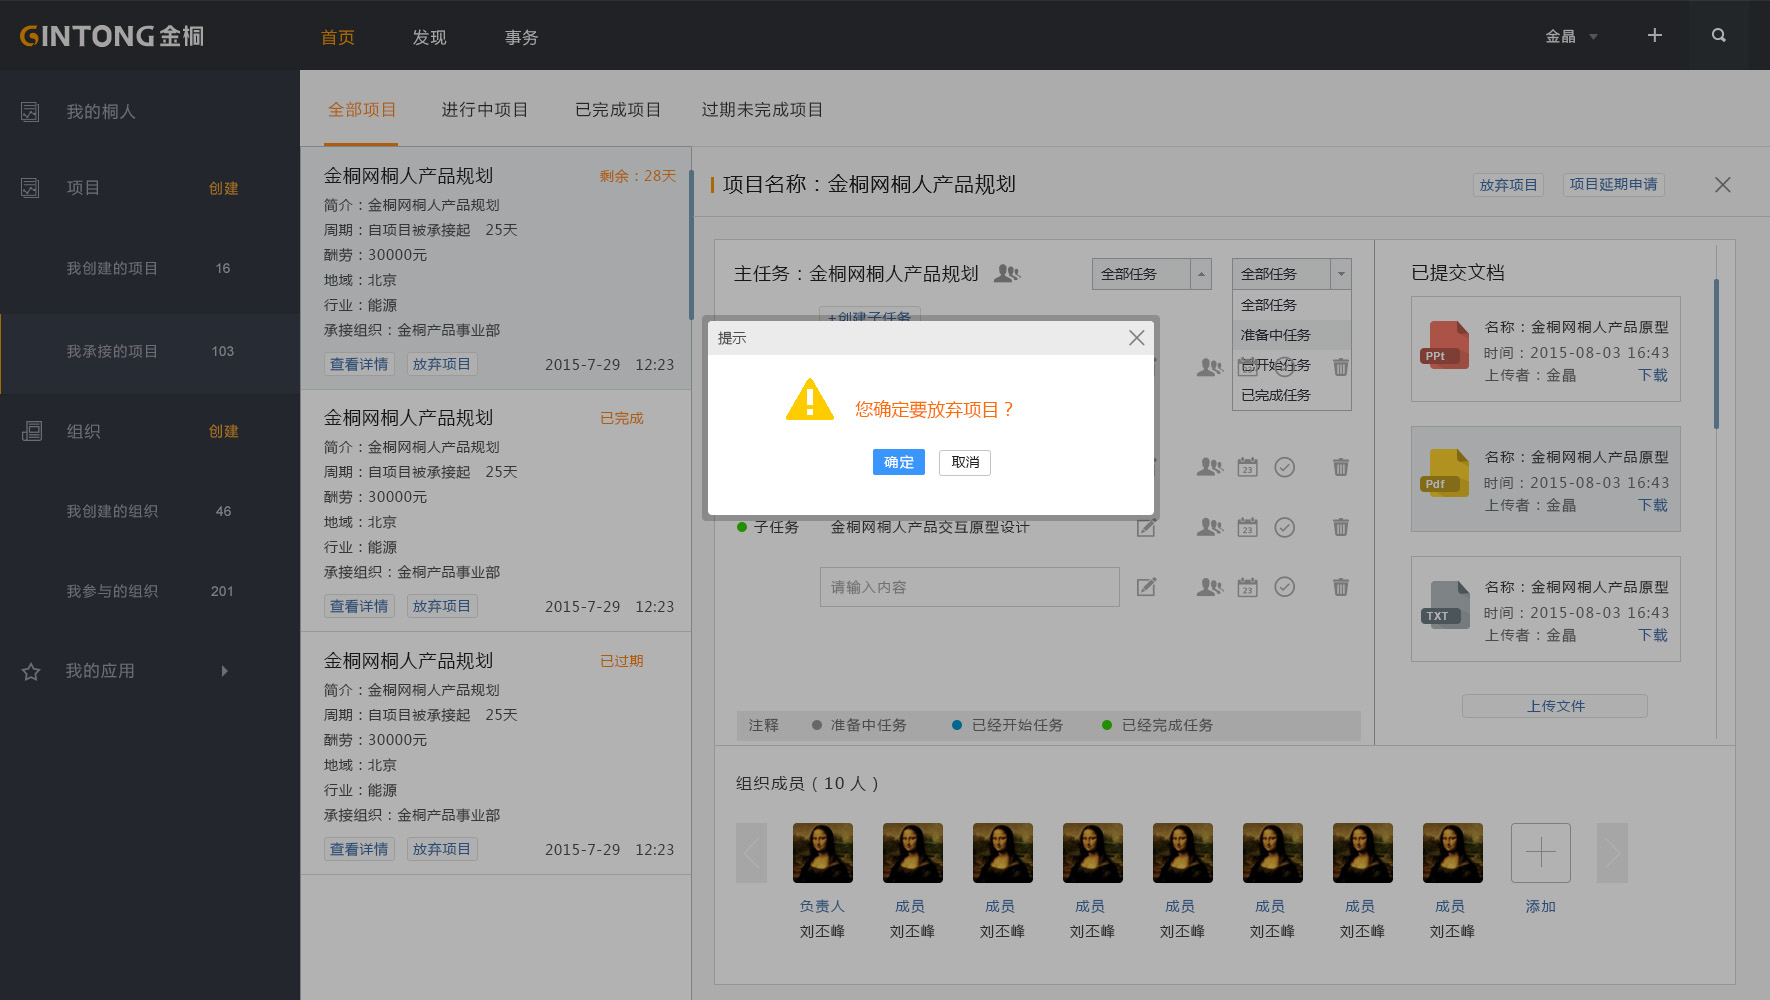 GINTONG金桐
首页
发现
事务
金晶
我的桐人
项目 创建
我创建的项目 16
我承接的项目 103
组织 创建
我创建的组织 46
我参与的组织 201
我的应用
全部项目
进行中项目
已完成项目
过期未完成项目
金桐网桐人产品规划 剩余：28天
简介：金桐网桐人产品规划
周期：自项目被承接起 25天
酬劳：30000元
地域：北京
行业：能源
承接组织：金桐产品事业部
查看详情 放弃项目 2015-7-29 12:23
金桐网桐人产品规划 已完成
简介：金桐网桐人产品规划
周期：自项目被承接起 25天
酬劳：30000元
地域：北京
行业：能源
承接组织：金桐产品事业部
查看详情 放弃项目 2015-7-29 12:23
金桐网桐人产品规划 已过期
简介：金桐网桐人产品规划
周期：自项目被承接起 25天
酬劳：30000元
地域：北京
行业：能源
承接组织：金桐产品事业部
查看详情 放弃项目 2015-7-29 12:23
项目名称：金桐网桐人产品规划
放弃项目
项目延期申请
主任务：金桐网桐人产品规划
全部任务
全部任务
全部任务
准备中任务
已开始任务
已完成任务
+创建子任务
提示
您确定要放弃项目？
确定
取消
23
23
子任务 金桐网桐人产品交互原型设计
23
请输入内容
23
注释 准备中任务 已经开始任务 已经完成任务
已提交文档
PPt
名称：金桐网桐人产品原型
时间：2015-08-03 16:43
上传者：金晶 下载
Pdf
名称：金桐网桐人产品原型
时间：2015-08-03 16:43
上传者：金晶 下载
TXT
名称：金桐网桐人产品原型
时间：2015-08-03 16:43
上传者：金晶 下载
上传文件
组织成员（10 人）
负责人 成员 成员 成员 成员 成员 成员 成员 添加
刘丕峰 刘丕峰 刘丕峰 刘丕峰 刘丕峰 刘丕峰 刘丕峰 刘丕峰